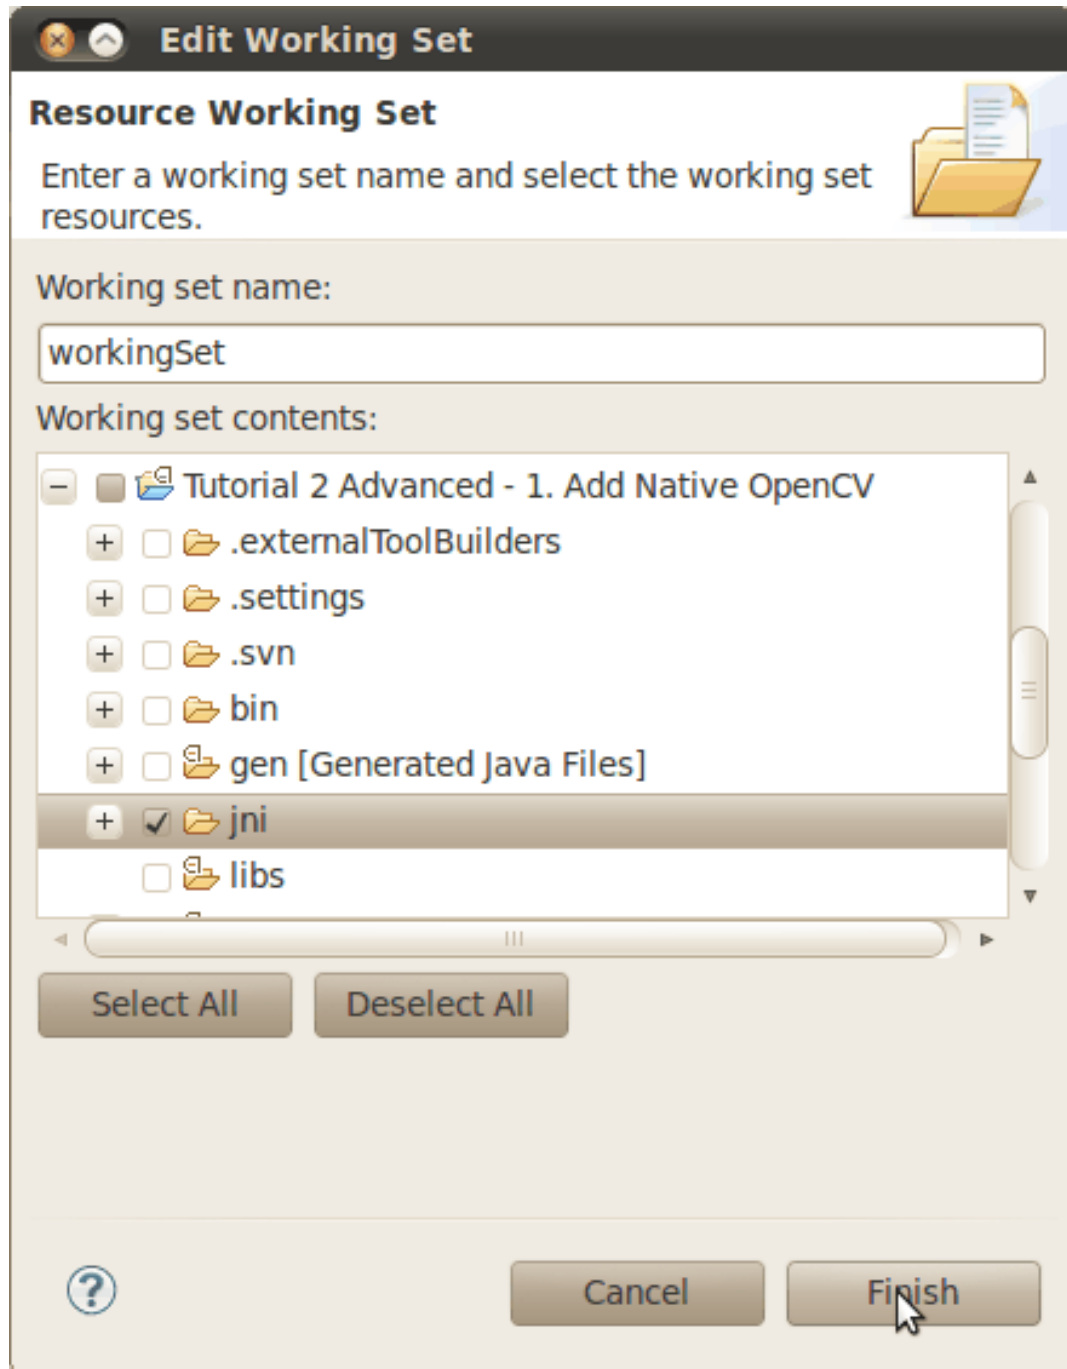 Edit Working Set
Resource Working Set
Enter a working set name and select the working set
resources.
Working set name:
workingSet
Working set contents:
Tutorial 2 Advanced - 1. Add Native OpenCV
.externalToolBuilders
.settings
.svn
bin
gen [Generated Java Files]
jni
libs
Select All
Deselect All
Cancel
Finish